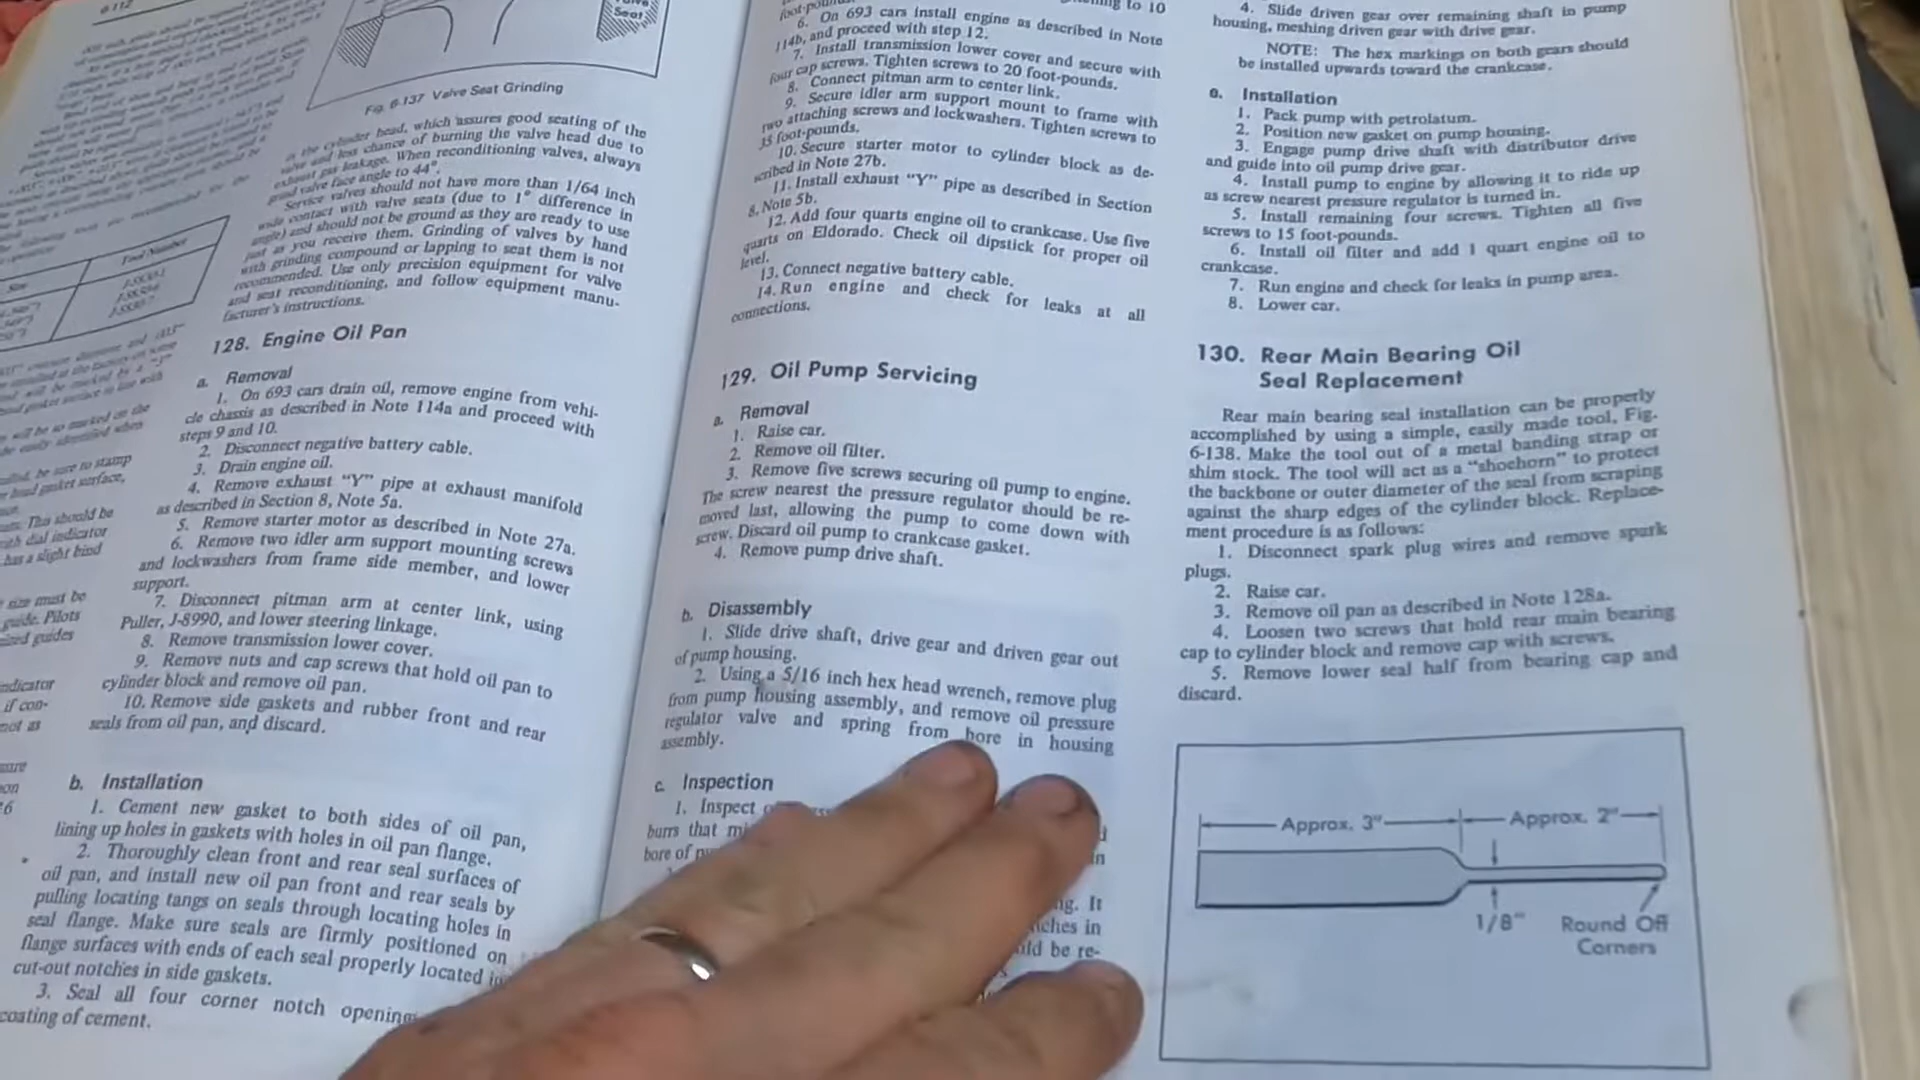 6-112
Valve
Seat
Fig. 6-137 Valve Seat Grinding
in the cylinder head, which assures good seating of the
valve and less chance of burning the valve head due to
exhaust gas leakage. When reconditioning valves, always
grind valve face angle to 44°.
Service valves should not have more than 1/64 inch
wide contact with valve seats (due to 1° difference in
angle) and should not be ground as they are ready to use
just as you receive them. Grinding of valves by hand
with grinding compound or lapping to seat them is not
recommended. Use only precision equipment for valve
and seat reconditioning, and follow equipment manu-
facturer's instructions.
128. Engine Oil Pan
a. Removal
1. On 693 cars drain oil, remove engine from vehi-
cle chassis as described in Note 114a and proceed with
steps 9 and 10.
2. Disconnect negative battery cable.
3. Drain engine oil.
4. Remove exhaust "Y" pipe at exhaust manifold
as described in Section 8, Note 5a.
5. Remove starter motor as described in Note 27a.
6. Remove two idler arm support mounting screws
and lockwashers from frame side member, and lower
support.
7. Disconnect pitman arm at center link, using
Puller, J-8990, and lower steering linkage.
8. Remove transmission lower cover.
9. Remove nuts and cap screws that hold oil pan to
cylinder block and remove oil pan.
10. Remove side gaskets and rubber front and rear
seals from oil pan, and discard.
b. Installation
1. Cement new gasket to both sides of oil pan,
lining up holes in gaskets with holes in oil pan flange.
2. Thoroughly clean front and rear seal surfaces of
oil pan, and install new oil pan front and rear seals by
pulling locating tangs on seals through locating holes in
seal flange. Make sure seals are firmly positioned on
flange surfaces with ends of each seal properly located
cut-out notches in side gaskets.
3. Seal all four corner notch opening
coating of cement.
to 10
6. On 693 cars install engine as described in Note
114b, and proceed with step 12.
7. Install transmission lower cover and secure with
four cap screws. Tighten screws to 20 foot-pounds.
8. Connect pitman arm to center link.
9. Secure idler arm support mount to frame with
two attaching screws and lockwashers. Tighten screws to
35 foot-pounds.
10. Secure starter motor to cylinder block as de-
scribed in Note 27b.
11. Install exhaust "Y" pipe as described in Section
8, Note 5b.
12. Add four quarts engine oil to crankcase. Use five
quarts on Eldorado. Check oil dipstick for proper oil
level.
13. Connect negative battery cable.
14. Run engine and check for leaks at all
connections.
129. Oil Pump Servicing
a. Removal
1. Raise car.
2. Remove oil filter.
3. Remove five screws securing oil pump to engine.
The screw nearest the pressure regulator should be re-
moved last, allowing the pump to come down with
screw. Discard oil pump to crankcase gasket.
4. Remove pump drive shaft.
b. Disassembly
1. Slide drive shaft, drive gear and driven gear out
of pump housing.
2. Using a 5/16 inch hex head wrench, remove plug
from pump housing assembly, and remove oil pressure
regulator valve and spring from bore in housing
assembly.
c. Inspection
1. Inspect
burrs that
bore of
in
It
in
be re-
4. Slide driven gear over remaining shaft in pump
housing, meshing driven gear with drive gear.
NOTE: The hex markings on both gears should
be installed upwards toward the crankcase.
e. Installation
1. Pack pump with petrolatum.
2. Position new gasket on pump housing.
3. Engage pump drive shaft with distributor drive
and guide into oil pump drive gear.
4. Install pump to engine by allowing it to ride up
as screw nearest pressure regulator is turned in.
5. Install remaining four screws. Tighten all five
screws to 15 foot-pounds.
6. Install oil filter and add 1 quart engine oil to
crankcase.
7. Run engine and check for leaks in pump area.
8. Lower car.
130. Rear Main Bearing Oil
Seal Replacement
Rear main bearing seal installation can be properly
accomplished by using a simple, easily made tool, Fig.
6-138. Make the tool out of a metal banding strap or
shim stock. The tool will act as a "shoehorn" to protect
the backbone or outer diameter of the seal from scraping
against the sharp edges of the cylinder block. Replace-
ment procedure is as follows:
1. Disconnect spark plug wires and remove spark
plugs.
2. Raise car.
3. Remove oil pan as described in Note 128a.
4. Loosen two screws that hold rear main bearing
cap to cylinder block and remove cap with screws.
5. Remove lower seal half from bearing cap and
discard.
Approx. 3"
Approx. 2"
1/8"
Round Off
Corners